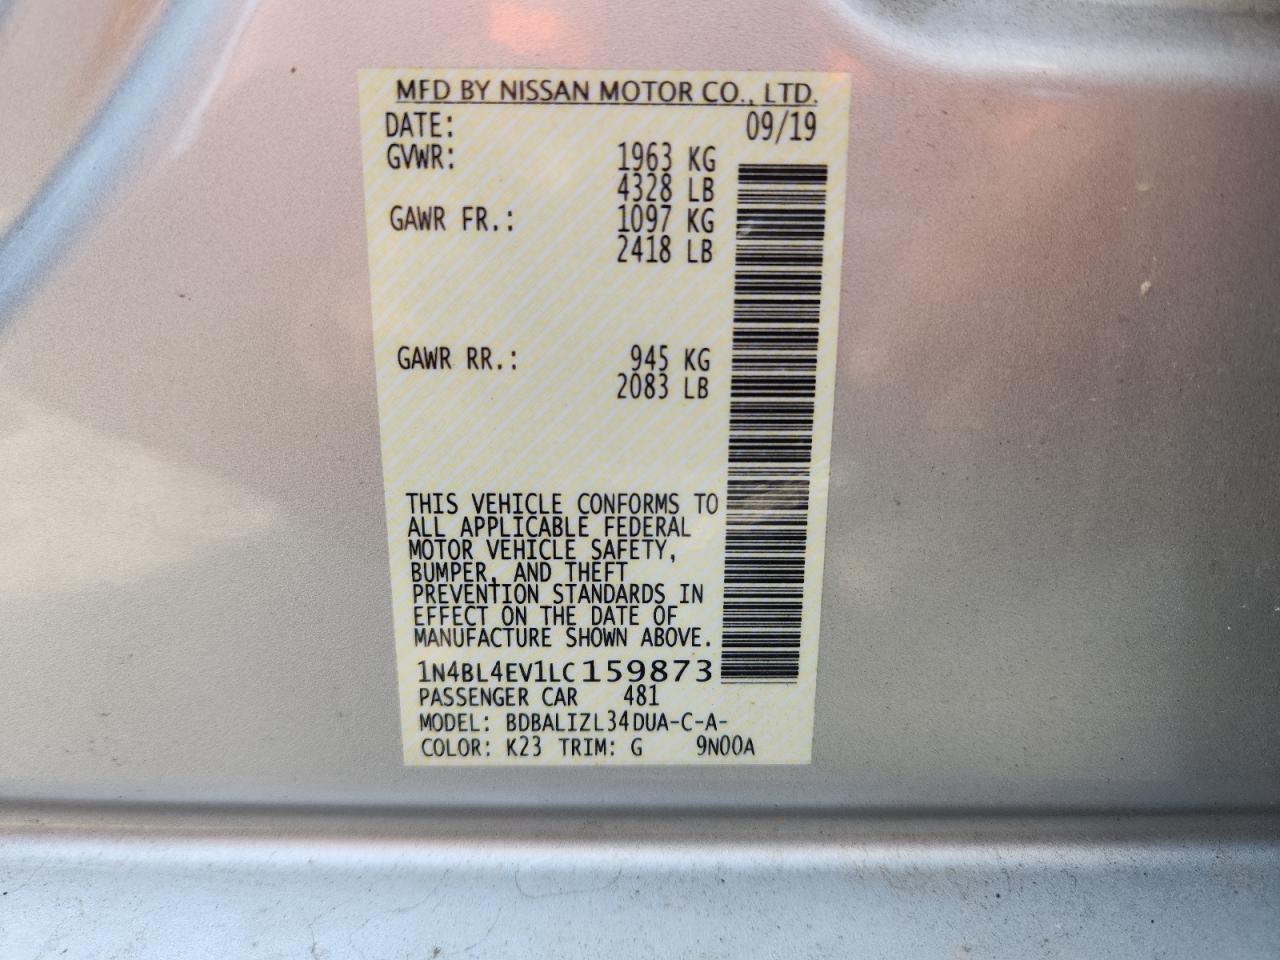 MFD BY NISSAN MOTOR CO., LTD.
DATE: 09/19
GVWR: 1963 KG
4328 LB
GAWR FR.: 1097 KG
2418 LB
GAWR RR.: 945 KG
2083 LB
THIS VEHICLE CONFORMS TO
ALL APPLICABLE FEDERAL
MOTOR VEHICLE SAFETY,
BUMPER, AND THEFT
PREVENTION STANDARDS IN
EFFECT ON THE DATE OF
MANUFACTURE SHOWN ABOVE.
1N4BL4EV1LC159873
PASSENGER CAR 481
MODEL: BDBALIZL34DUA-C-A-
COLOR: K23 TRIM: G 9N00A